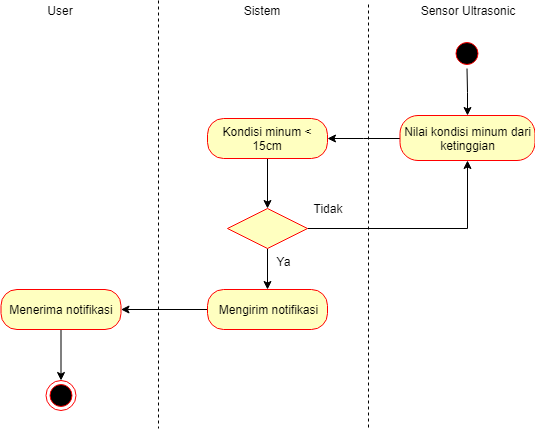 User
Sistem
Sensor Ultrasonic
Nilai kondisi minum dari
ketinggian
Kondisi minum <
15cm
Tidak
Ya
Mengirim notifikasi
Menerima notifikasi